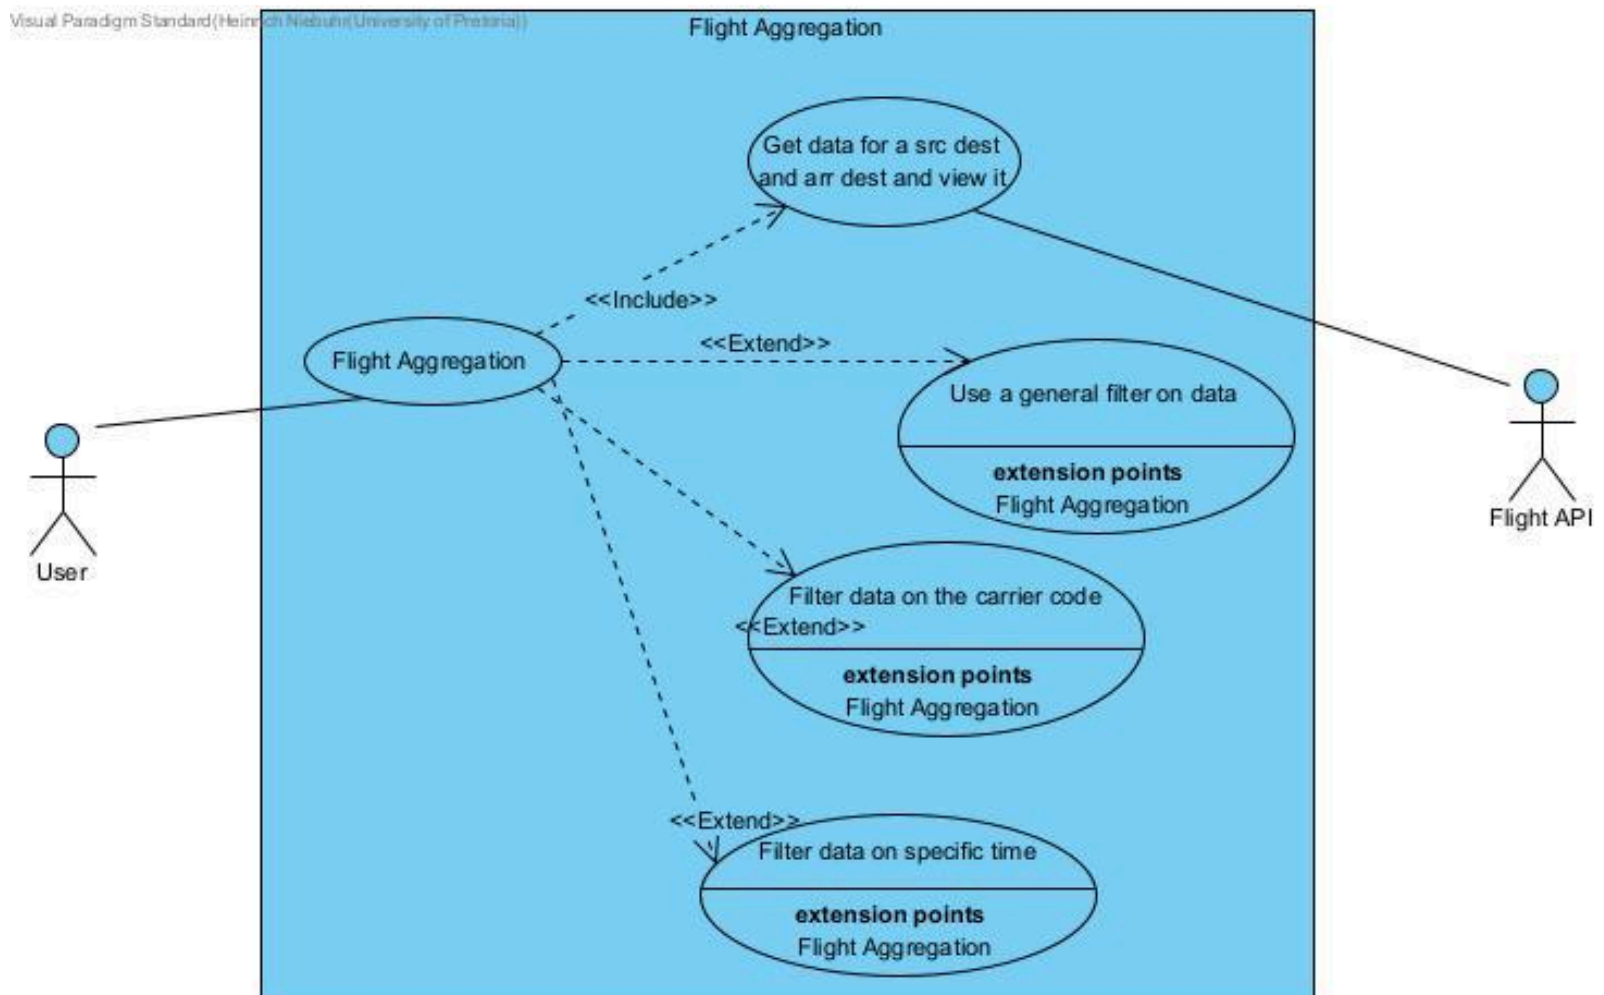 Visual Paradigm Standard(Heinrich Niebuhr(University of Pretoria))
Flight Aggregation
Get data for a src dest
and arr dest and view it
<<Include>>
<<Extend>>
Flight Aggregation
Use a general filter on data
extension points
Flight Aggregation
User
Flight API
Filter data on the carrier code
<<Extend>>
extension points
Flight Aggregation
<<Extend>>
Filter data on specific time
extension points
Flight Aggregation